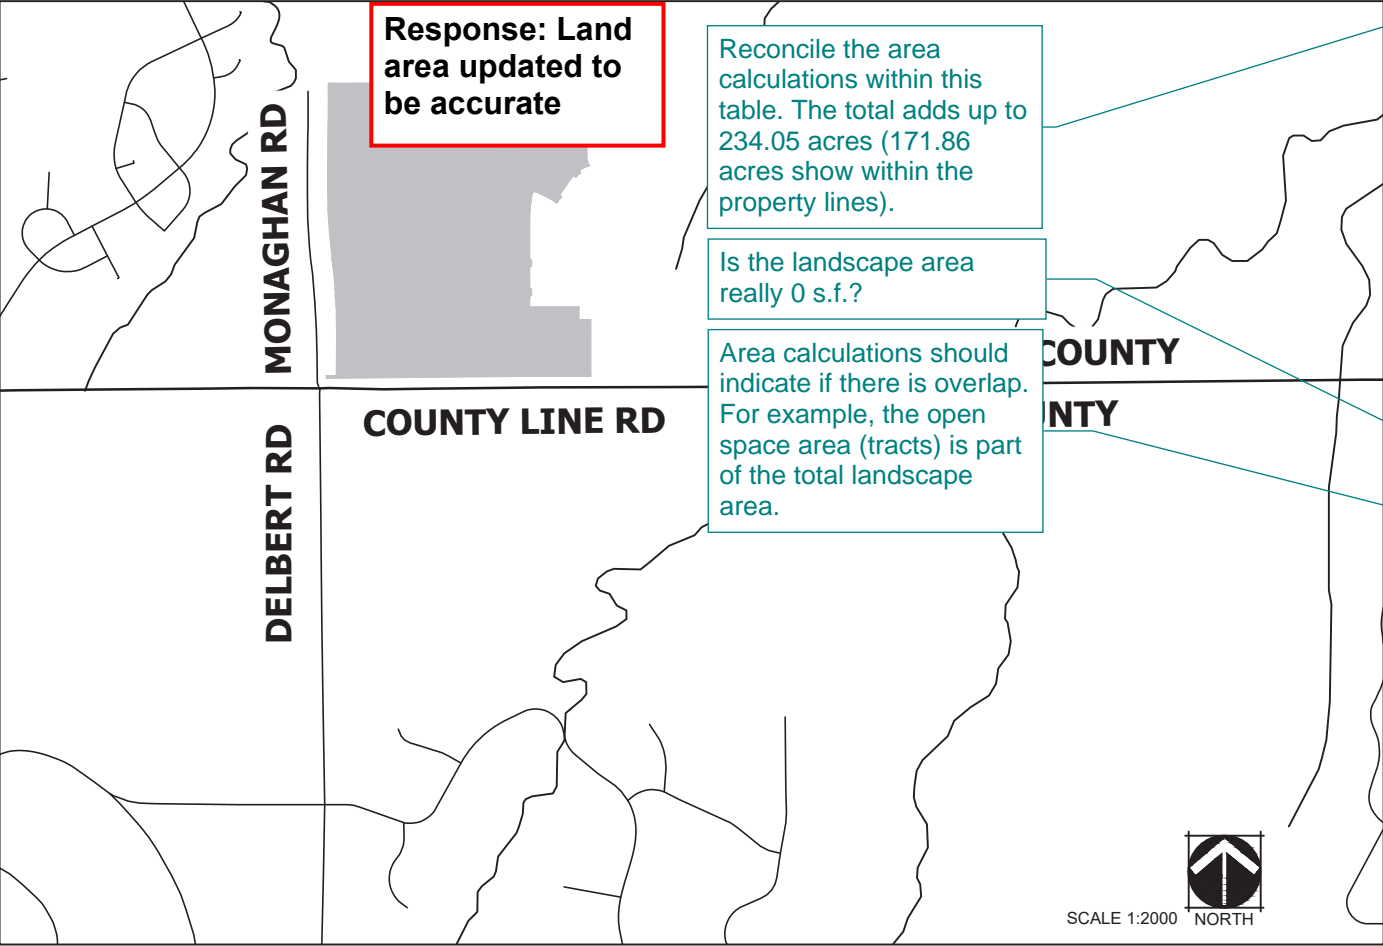 Response: Land
area updated to
be accurate
Reconcile the area
calculations within this
table. The total adds up to
234.05 acres (171.86
acres show within the
property lines).
Is the landscape area
really 0 s.f.?
Area calculations should
indicate if there is overlap.
For example, the open
space area (tracts) is part
of the total landscape
area.
MONAGHAN RD
COUNTY
COUNTY LINE RD
NTY
DELBERT RD
SCALE 1:2000
NORTH